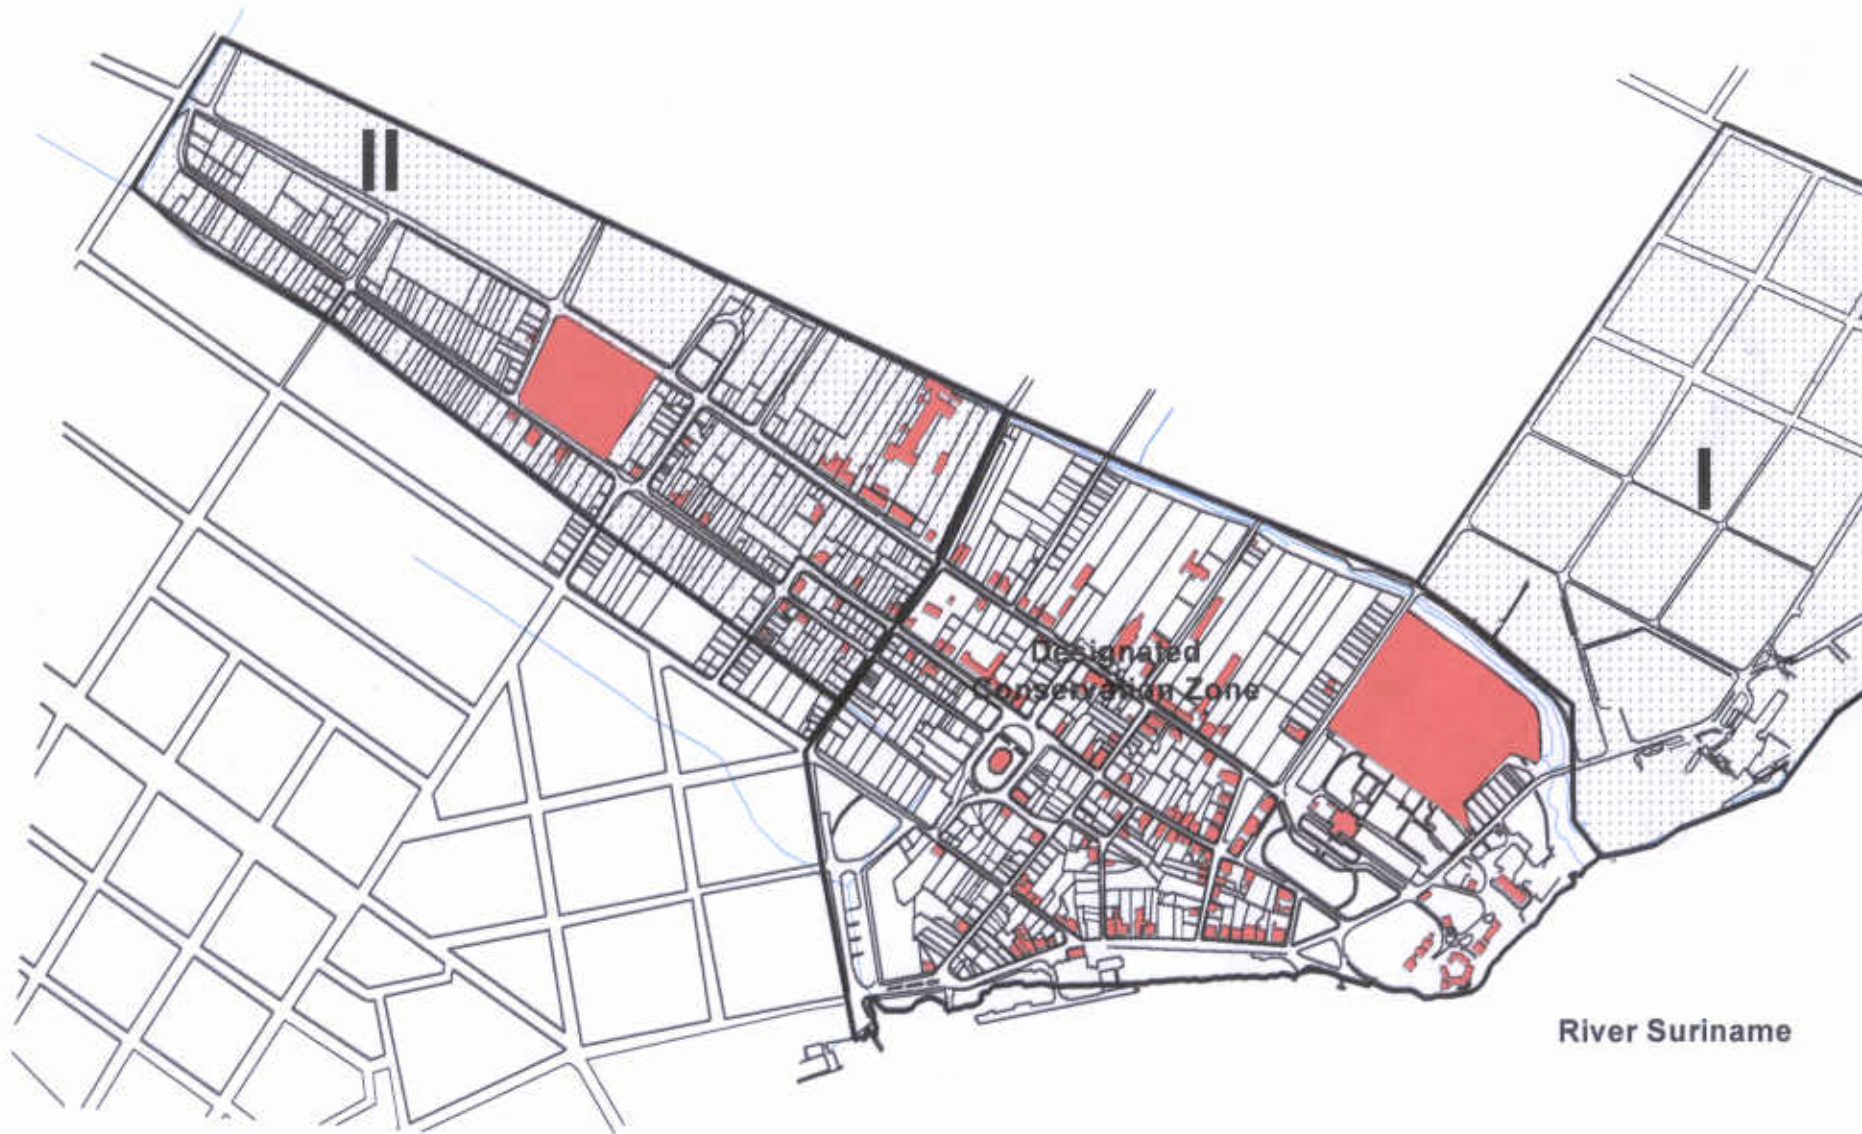 II
I
Designated
Conservation Zone
River Suriname